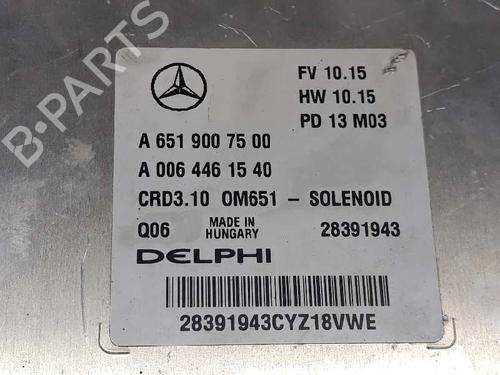 B-PARTS
FV 10.15
HW 10.15
PD 13 M03
A 651 900 75 00
A 006 446 15 40
CRD3.10 OM651 - SOLENOID
Q06 MADE IN HUNGARY 28391943
DELPHI
28391943CYZ18VWE